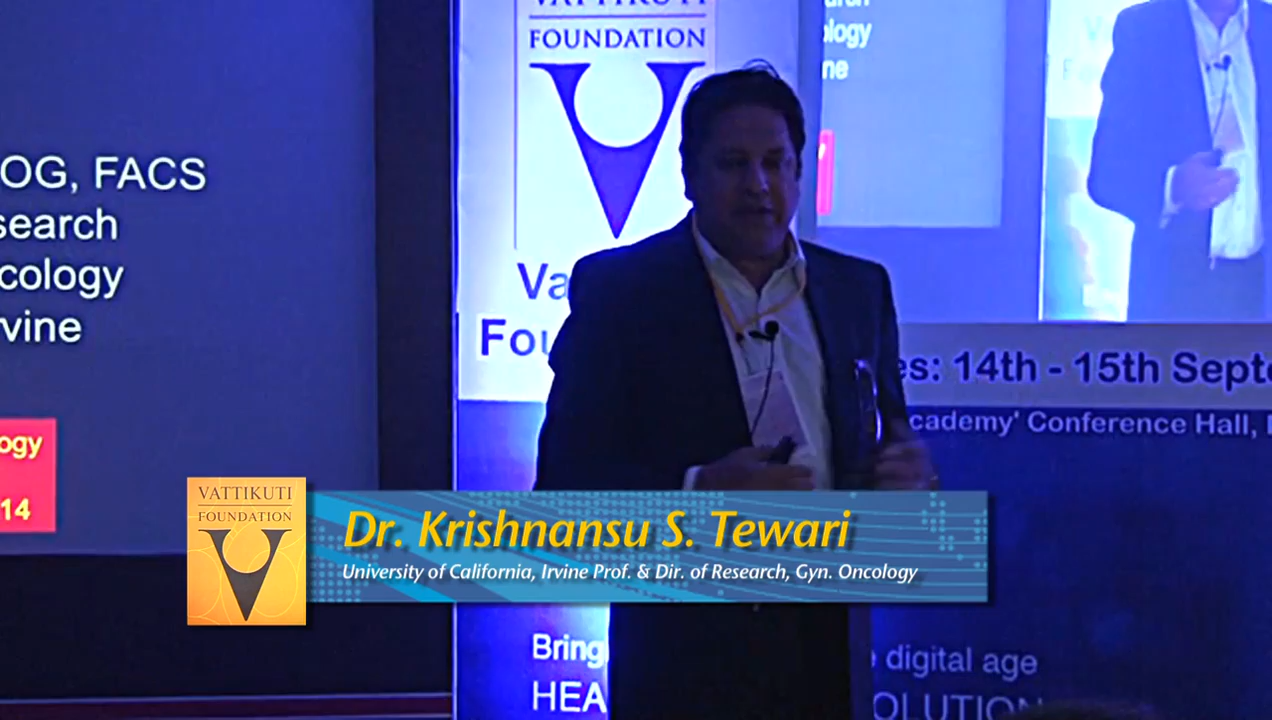 OG, FACS
search
cology
rvine
ogy
14
VATTIKUTI
FOUNDATION
Va
Fou
ology
ne
es: 14th - 15th Septe
cademy' Conference Hall,
VATTIKUTI
FOUNDATION
Dr. Krishnansu S. Tewari
University of California, Irvine Prof. & Dir. of Research, Gyn. Oncology
Bring
digital age
HEA
OLUTION